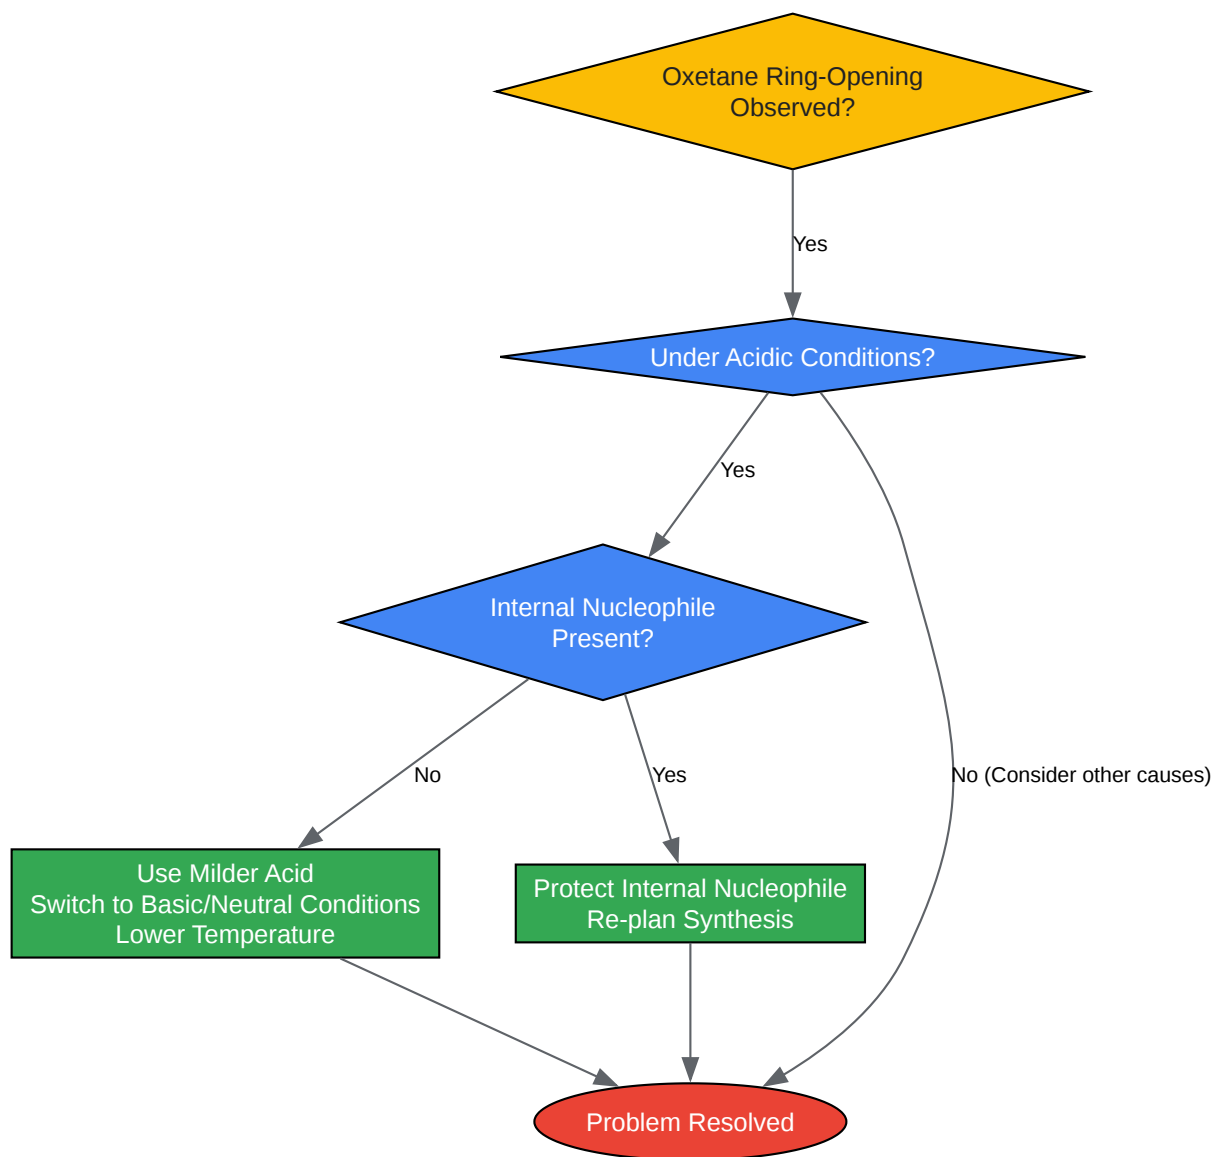 Oxetane Ring-Opening
Observed?
Yes
Under Acidic Conditions?
Yes
Internal Nucleophile
Present?
No
Yes
No (Consider other causes)
Use Milder Acid
Switch to Basic/Neutral Conditions
Lower Temperature
Protect Internal Nucleophile
Re-plan Synthesis
Problem Resolved